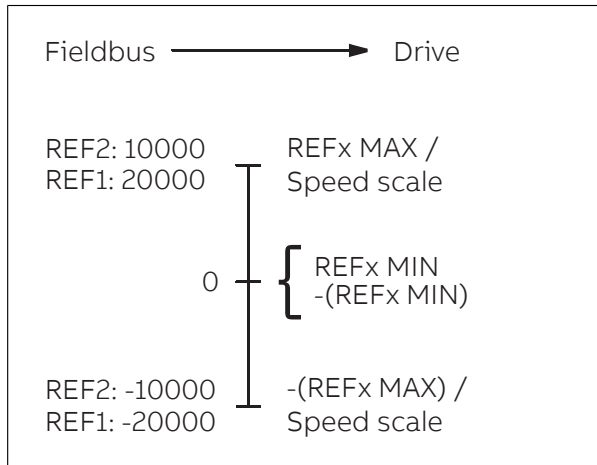 Fieldbus Drive
REF2: 10000 REFx MAX /
REF1: 20000 Speed scale
0 REFx MIN
-(REFx MIN)
REF2: -10000 -(REFx MAX) /
REF1: -20000 Speed scale